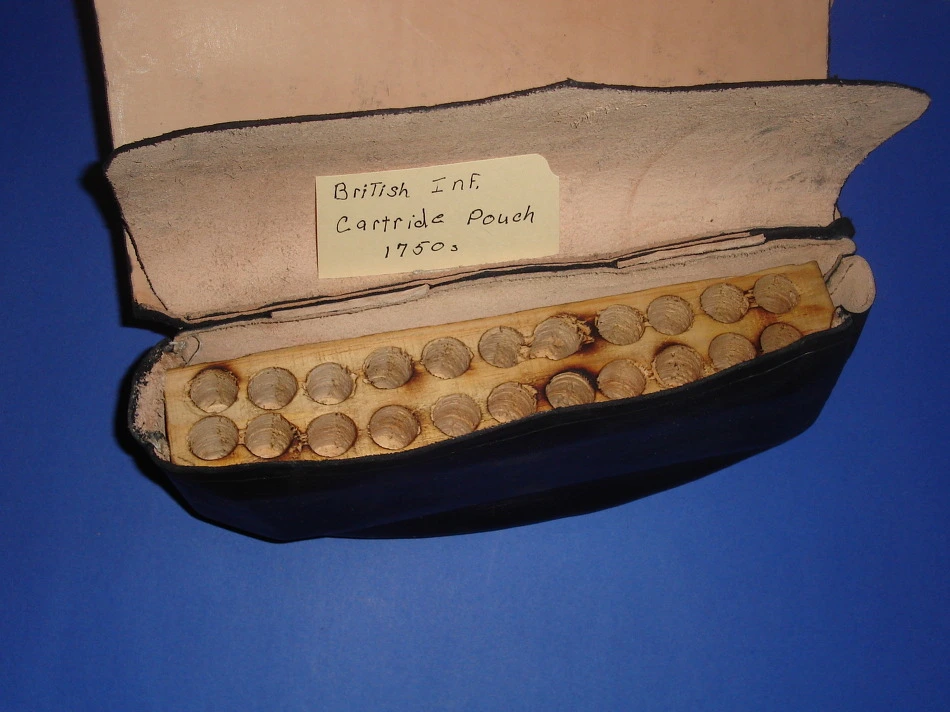 British Inf.
Cartride Pouch
1750s